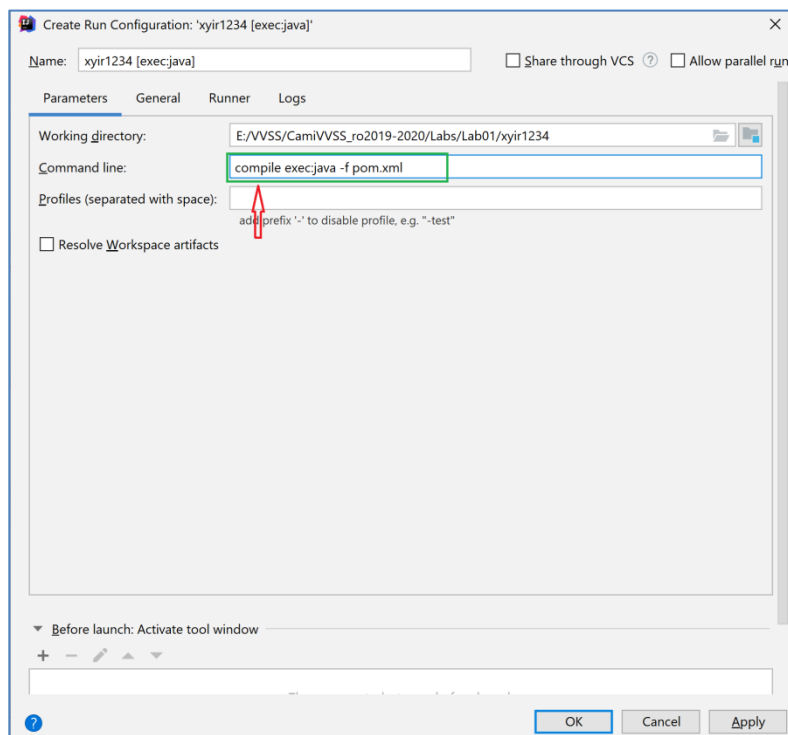 Create Run Configuration: 'xyir1234 [exec:java]'
Name: xyir1234 [exec:java] Share through VCS ? Allow parallel run
Parameters General Runner Logs
Working directory: E:/VVSS/CamiVVSS_ro2019-2020/Labs/Lab01/xyir1234
Command line: compile exec:java -f pom.xml
Profiles (separated with space):
add prefix '-' to disable profile, e.g. "-test"
Resolve Workspace artifacts
Before launch: Activate tool window
? OK Cancel Apply